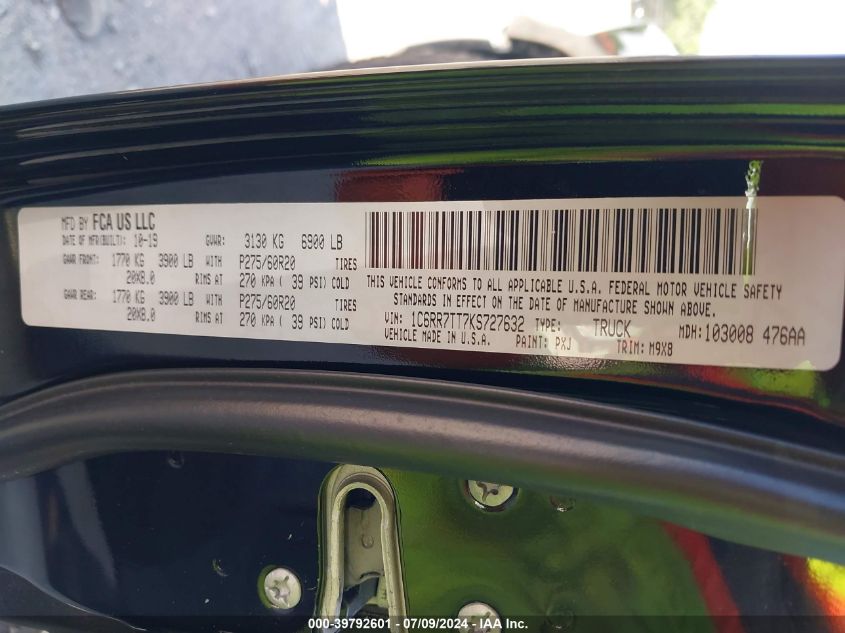 MFD BY FCA US LLC
DATE OF MFR(BUILT): 10-19 GVWR: 3130 KG 6900 LB
GAWR FRONT: 1770 KG 3900 LB WITH P275/60R20 TIRES
20X8.0 RIMS AT 270 KPA ( 39 PSI) COLD
GAWR REAR: 1770 KG 3900 LB WITH P275/60R20 TIRES
20X8.0 RIMS AT 270 KPA ( 39 PSI) COLD
THIS VEHICLE CONFORMS TO ALL APPLICABLE U.S.A. FEDERAL MOTOR VEHICLE SAFETY
STANDARDS IN EFFECT ON THE DATE OF MANUFACTURE SHOWN ABOVE.
VIN: 1C6RR7TT7KS727632 TYPE: TRUCK MDH: 103008 476AA
VEHICLE MADE IN U.S.A. PAINT: PXJ TRIM: M9X8
000-39792601 - 07/09/2024 - IAA Inc.